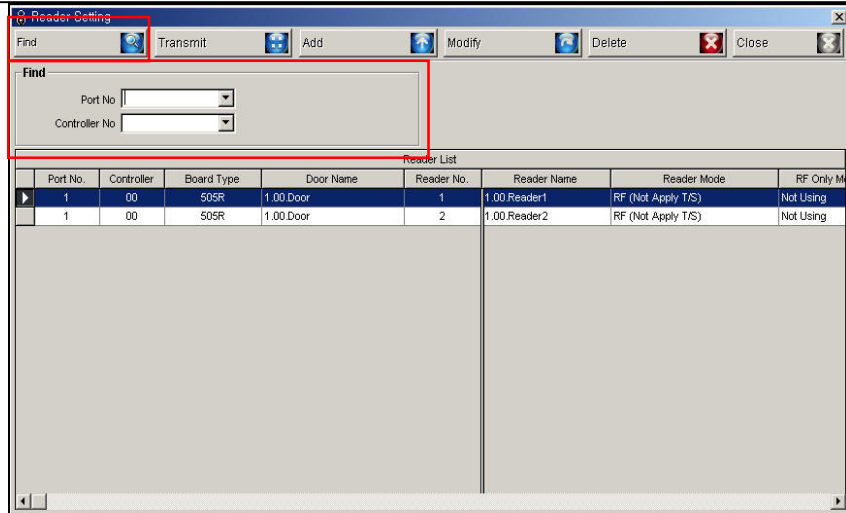 Reader Setting
Find Transmit Add Modify Delete Close
Find
Port No
Controller No
Reader List
Port No. Controller Board Type Door Name Reader No. Reader Name Reader Mode RF Only Mo
1 00 505R 1.00.Door 1 1.00.Reader1 RF (Not Apply T/S) Not Using
1 00 505R 1.00.Door 2 1.00.Reader2 RF (Not Apply T/S) Not Using